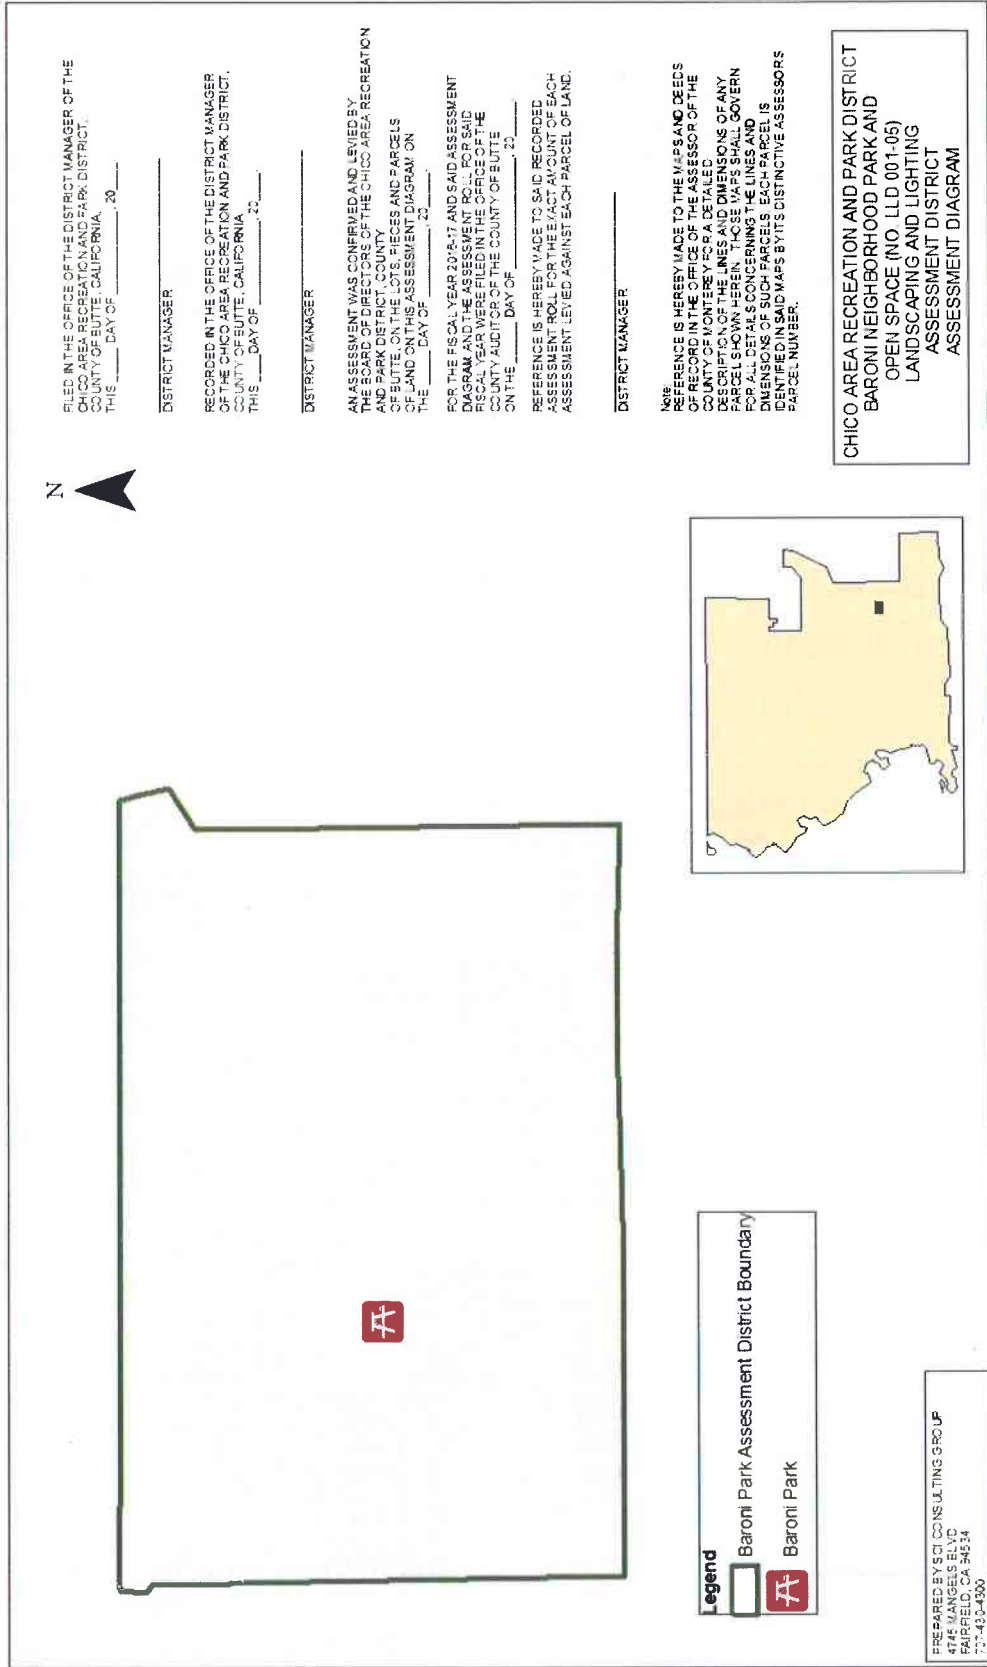 FILED IN THE OFFICE OF THE DISTRICT MANAGER OF THE
CHICO AREA RECREATION AND PARK DISTRICT,
COUNTY OF BUTTE, CALIFORNIA,
THIS ______ DAY OF __________, 20____
DISTRICT MANAGER
RECORDED IN THE OFFICE OF THE DISTRICT MANAGER
OF THE CHICO AREA RECREATION AND PARK DISTRICT,
COUNTY OF BUTTE, CALIFORNIA
THIS ______ DAY OF __________, 20____.
DISTRICT MANAGER
AN ASSESSMENT WAS CONFIRMED AND LEVIED BY
THE BOARD OF DIRECTORS OF THE CHICO AREA RECREATION
AND PARK DISTRICT, COUNTY
OF BUTTE, ON THE LOTS, PIECES AND PARCELS
OF LAND ON THIS ASSESSMENT DIAGRAM ON
THE ______ DAY OF __________, 20____.
FOR THE FISCAL YEAR 2016-17 AND SAID ASSESSMENT
DIAGRAM AND THE ASSESSMENT ROLL FOR SAID
FISCAL YEAR WERE FILED IN THE OFFICE OF THE
COUNTY AUDITOR OF THE COUNTY OF BUTTE
ON THE ______ DAY OF __________, 20____.
REFERENCE IS HEREBY MADE TO SAID RECORDED
ASSESSMENT ROLL FOR THE EXACT AMOUNT OF EACH
ASSESSMENT LEVIED AGAINST EACH PARCEL OF LAND.
DISTRICT MANAGER
Note:
REFERENCE IS HEREBY MADE TO THE MAPS AND DEEDS
OF RECORD IN THE OFFICE OF THE ASSESSOR OF THE
COUNTY OF MONTEREY FOR A DETAILED
DESCRIPTION OF THE LINES AND DIMENSIONS OF ANY
PARCEL SHOWN HEREIN. THOSE MAPS SHALL GOVERN
FOR ALL DETAILS CONCERNING THE LINES AND
DIMENSIONS OF SUCH PARCELS. EACH PARCEL IS
IDENTIFIED IN SAID MAPS BY ITS DISTINCTIVE ASSESSORS
PARCEL NUMBER.
N
Legend
Baroni Park Assessment District Boundary
Baroni Park
PREPARED BY SCI CONSULTING GROUP
4745 MANGELS BLVD
FAIRFIELD, CA 94534
707-430-4300
CHICO AREA RECREATION AND PARK DISTRICT
BARONI NEIGHBORHOOD PARK AND
OPEN SPACE (NO. LLD 001-05)
LANDSCAPING AND LIGHTING
ASSESSMENT DISTRICT
ASSESSMENT DIAGRAM